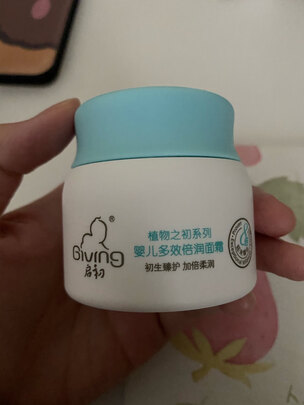 ®
Giving
启初
植物之初系列
婴儿多效倍润面霜
初生臻护 加倍柔润